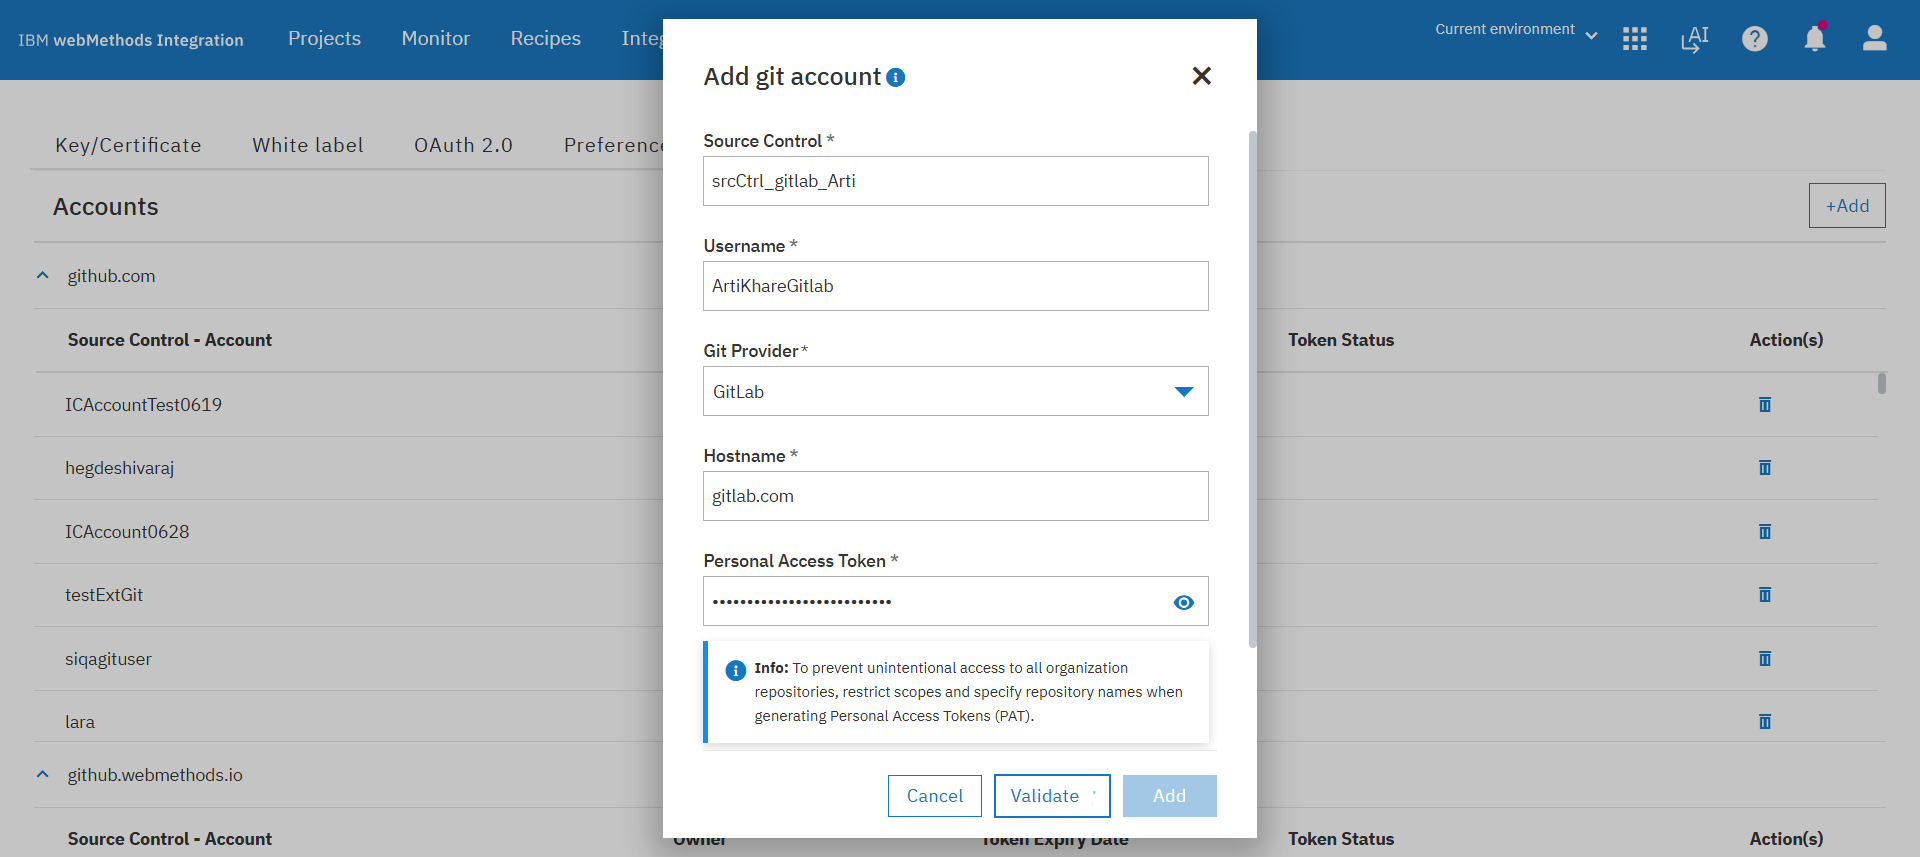 IBM webMethods Integration
Projects
Monitor
Recipes
Current environment
AI
Key/Certificate
White label
OAuth 2.0
Accounts
+Add
github.com
Source Control - Account
Token Status
Action(s)
ICAccountTest0619
hegdeshivaraj
ICAccount0628
testExtGit
siqagituser
lara
github.webmethods.io
Source Control - Account
Owner
Token Expiry Date
Token Status
Action(s)
Add git account
Source Control *
srcCtrl_gitlab_Arti
Username *
ArtiKhareGitlab
Git Provider*
GitLab
Hostname *
gitlab.com
Personal Access Token *
Info: To prevent unintentional access to all organization
repositories, restrict scopes and specify repository names when
generating Personal Access Tokens (PAT).
Cancel
Validate
Add